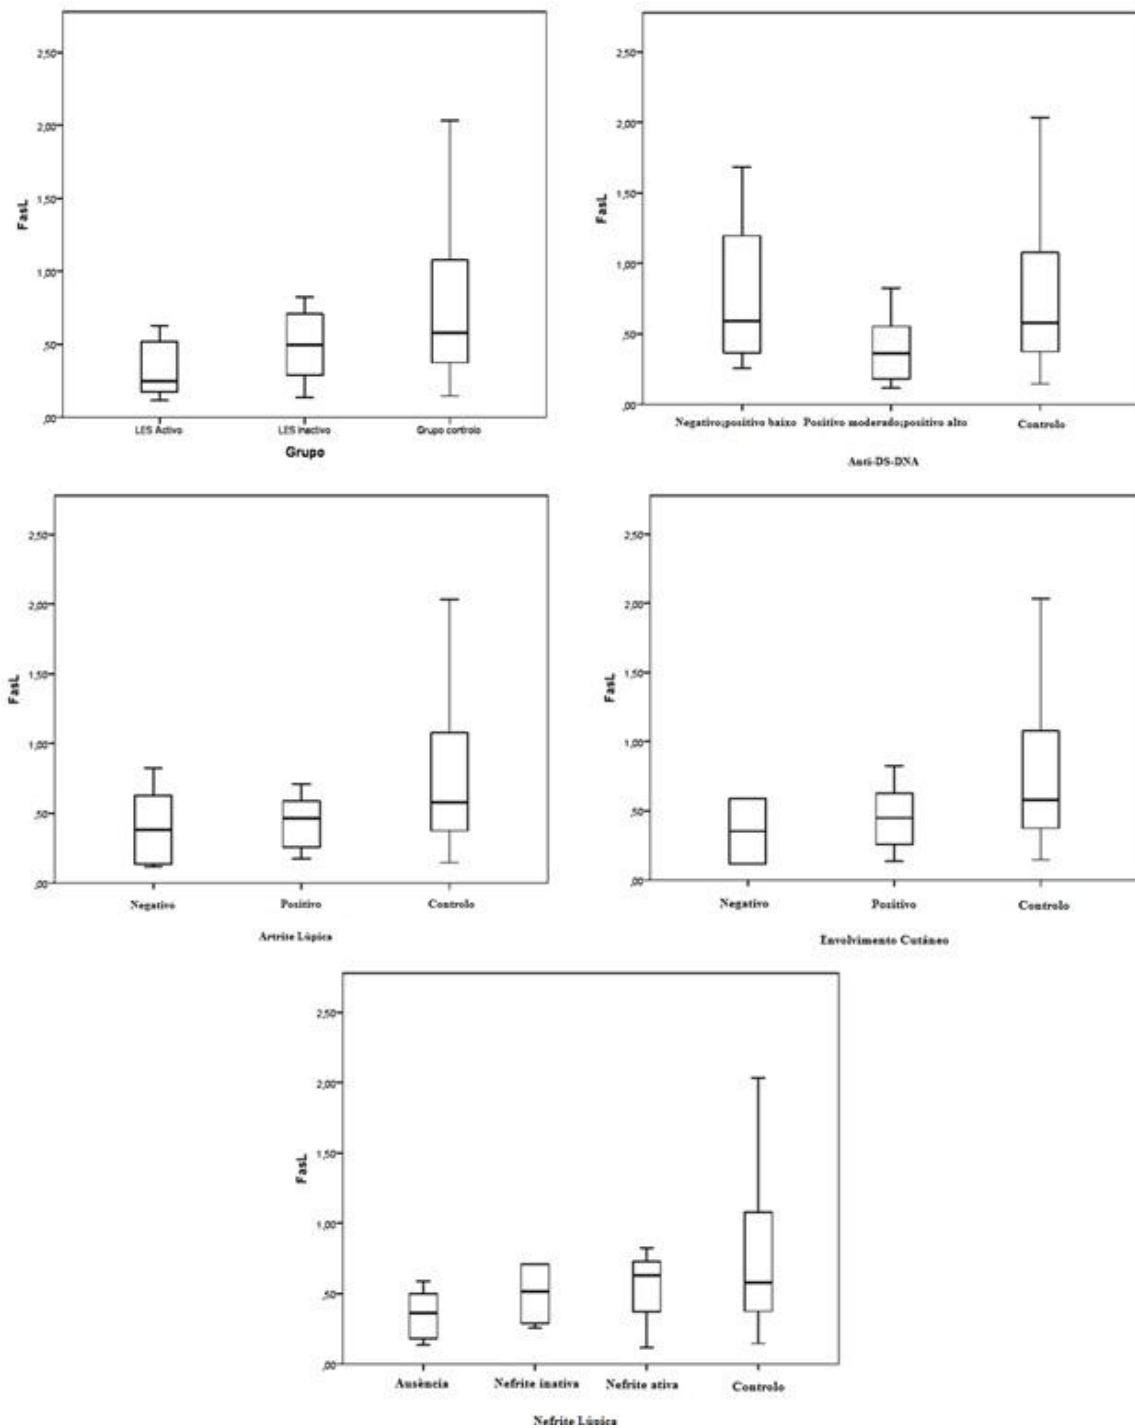 2,50
2,00
1,50
1,00
,50
,00
FasL
LES Activo LES Inactivo Grupo controlo
Grupo
2,50
2,00
1,50
1,00
,50
,00
FasL
Negativo;positivo baixo Positivo moderado;positivo alto Controlo
Anti-DS-DNA
2,50
2,00
1,50
1,00
,50
,00
FasL
Negativo Positivo Controlo
Artrite Lúpica
2,50
2,00
1,50
1,00
,50
,00
FasL
Negativo Positivo Controlo
Envolvimento Cutáneo
2,50
2,00
1,50
1,00
,50
,00
FasL
Ausência Nefrite inativa Nefrite ativa Controlo
Nefrite Lúpica